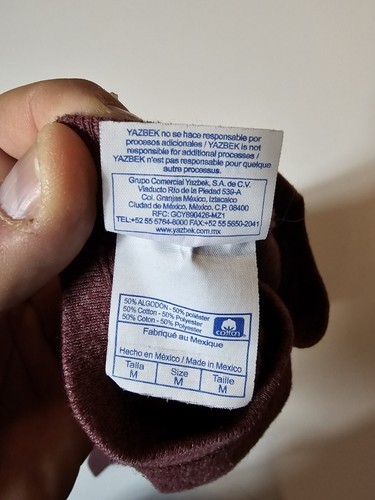 YAZBEK no se hace responsable por
procesos adicionales / YAZBEK is not
responsible for additional processes /
YAZBEK n'est pas responsable pour quelque
autre processus.
Grupo Comercial Yazbek, S.A. de C.V.
Viaducto Río de la Piedad 539-A
Col. Granjas México, Iztacalco
Ciudad de México, México, C.P. 08400
RFC: GCY890426-MZ1
TEL:+52 55 5764-8000 FAX:+52 55 5650-2041
www.yazbek.com.mx
50% ALGODÓN - 50% poliéster
50% Cotton - 50% Polyester
50% Coton - 50% Polyester
cotton
Fabriqué au Mexique
Hecho en México / Made in Mexico
Talla Size Taille
M M M